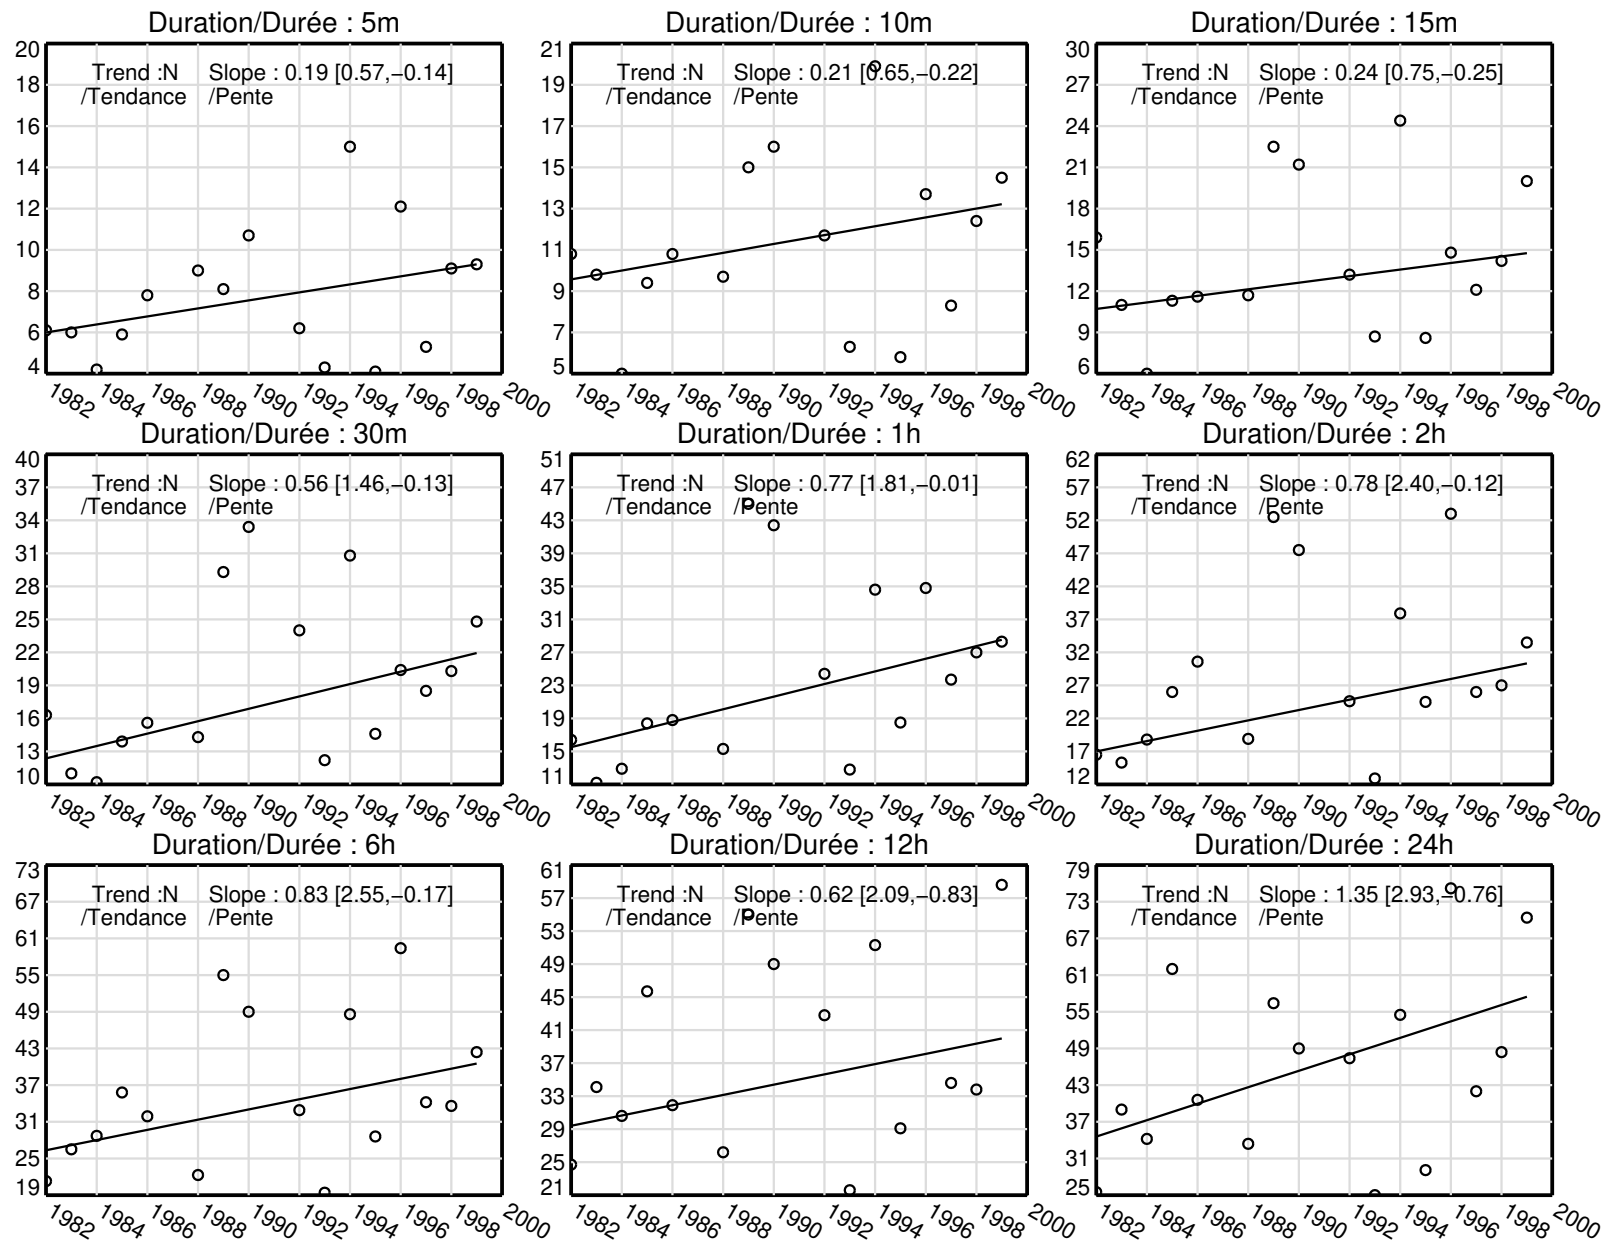 Duration/Durée : 5m
20
18
16
14
12
10
8
6
4
Trend :N Slope : 0.19 [0.57,−0.14]
/Tendance /Pente
1982 1984 1986 1988 1990 1992 1994 1996 1998 2000
Duration/Durée : 10m
21
19
17
15
13
11
9
7
5
Trend :N Slope : 0.21 [0.65,−0.22]
/Tendance /Pente
1982 1984 1986 1988 1990 1992 1994 1996 1998 2000
Duration/Durée : 15m
30
27
24
21
18
15
12
9
6
Trend :N Slope : 0.24 [0.75,−0.25]
/Tendance /Pente
1982 1984 1986 1988 1990 1992 1994 1996 1998 2000
Duration/Durée : 30m
40
37
34
31
28
25
22
19
16
13
10
Trend :N Slope : 0.56 [1.46,−0.13]
/Tendance /Pente
1982 1984 1986 1988 1990 1992 1994 1996 1998 2000
Duration/Durée : 1h
51
47
43
39
35
31
27
23
19
15
11
Trend :N Slope : 0.77 [1.81,−0.01]
/Tendance /Pente
1982 1984 1986 1988 1990 1992 1994 1996 1998 2000
Duration/Durée : 2h
62
57
52
47
42
37
32
27
22
17
12
Trend :N Slope : 0.78 [2.40,−0.12]
/Tendance /Pente
1982 1984 1986 1988 1990 1992 1994 1996 1998 2000
Duration/Durée : 6h
73
67
61
55
49
43
37
31
25
19
Trend :N Slope : 0.83 [2.55,−0.17]
/Tendance /Pente
1982 1984 1986 1988 1990 1992 1994 1996 1998 2000
Duration/Durée : 12h
61
57
53
49
45
41
37
33
29
25
21
Trend :N Slope : 0.62 [2.09,−0.83]
/Tendance /Pente
1982 1984 1986 1988 1990 1992 1994 1996 1998 2000
Duration/Durée : 24h
79
73
67
61
55
49
43
37
31
25
Trend :N Slope : 1.35 [2.93,−0.76]
/Tendance /Pente
1982 1984 1986 1988 1990 1992 1994 1996 1998 2000